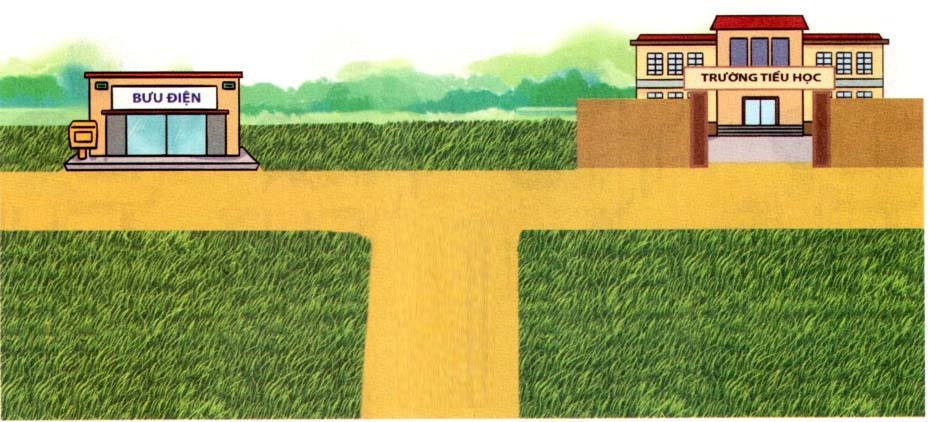 BƯU ĐIỆN
TRƯỜNG TIỂU HỌC